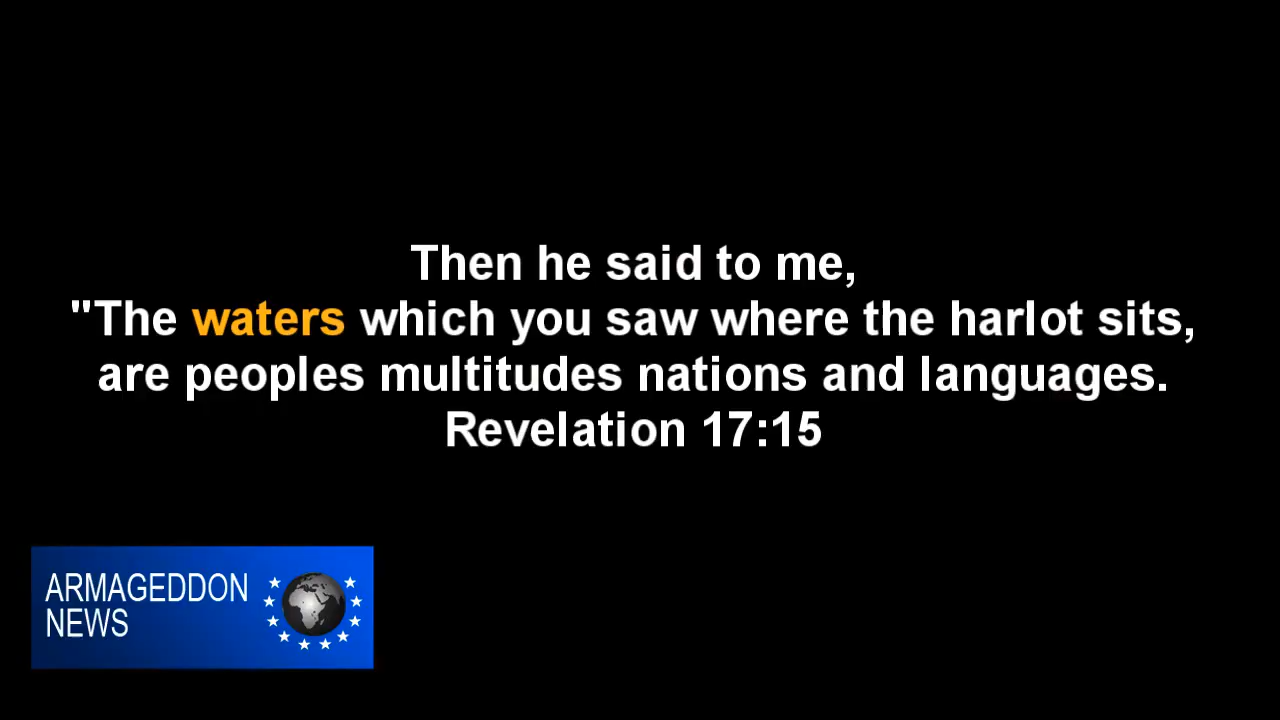 Then he said to me,
"The waters which you saw where the harlot sits,
are peoples multitudes nations and languages.
Revelation 17:15
ARMAGEDDON
NEWS